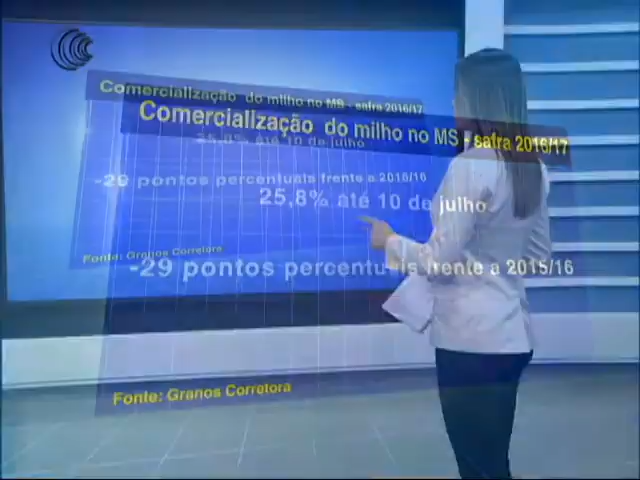 Comercialização do milho no MS - safra 2016/17
25,8% até 10 de julho
-29 pontos percentuais frente a 2015/16
Fonte: Granos Corretora
Comercialização do milho no MS - safra 2016/17
25,8% até 10 de julho
-29 pontos percentuais frente a 2015/16
Fonte: Granos Corretora